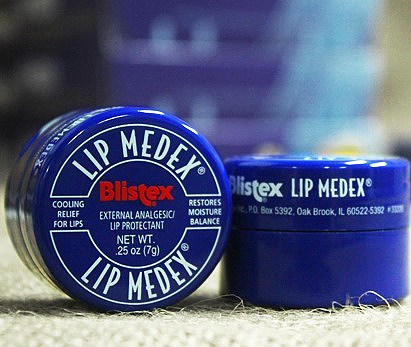 LIP MEDEX®
Blistex
COOLING
RELIEF
FOR LIPS
RESTORES
MOISTURE
BALANCE
EXTERNAL ANALGESIC/
LIP PROTECTANT
NET WT.
.25 oz (7g)
LIP MEDEX®
Blistex LIP MEDEX®
Inc., P.O. Box 5392, Oak Brook, IL 60522-5392